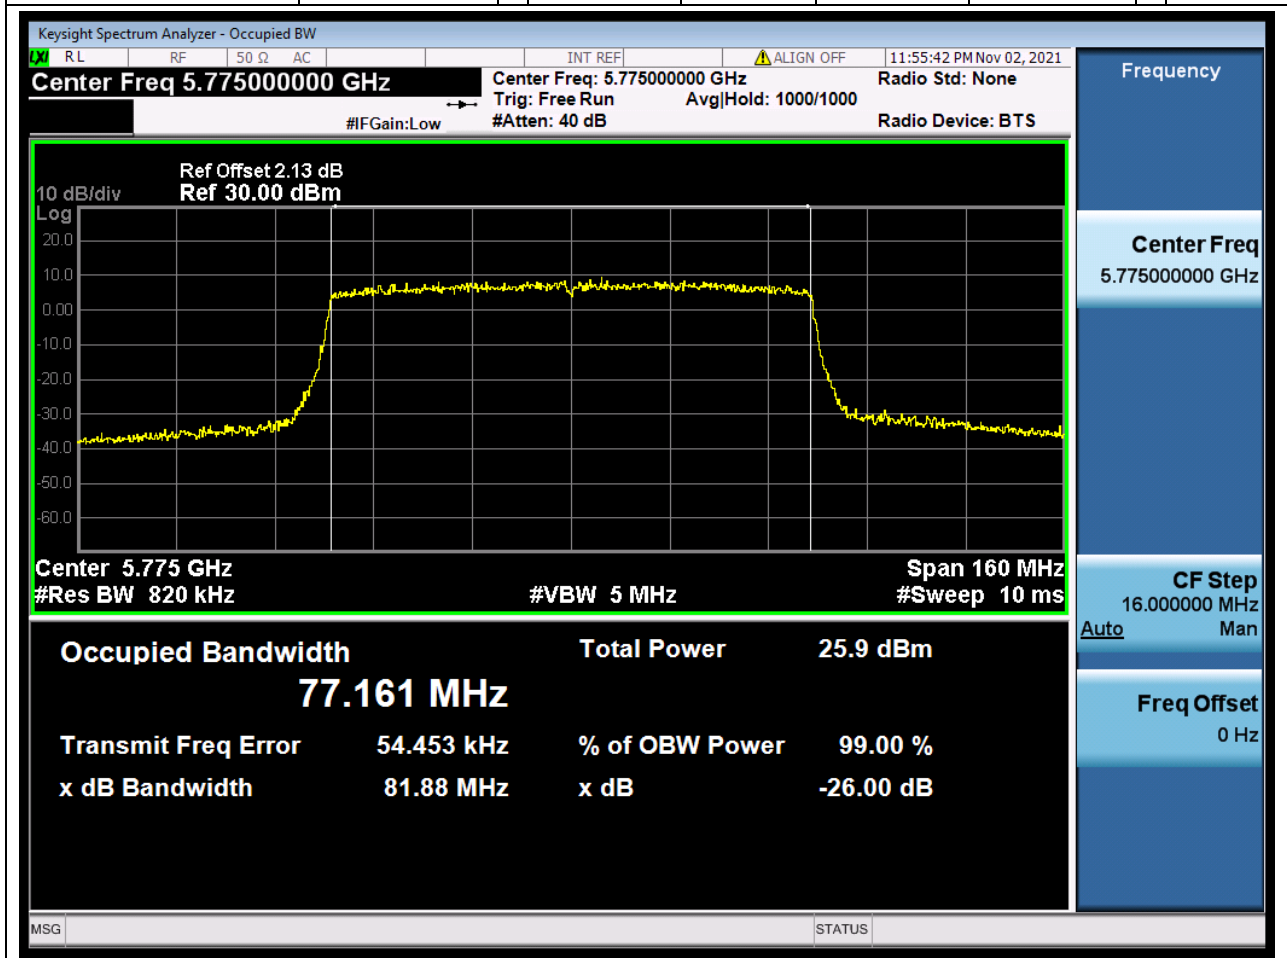 Keysight Spectrum Analyzer - Occupied BW
LXI RL RF 50 Ω AC INT REF ALIGN OFF 11:55:42 PM Nov 02, 2021
Center Freq 5.775000000 GHz
Center Freq: 5.775000000 GHz
Radio Std: None
Trig: Free Run Avg|Hold: 1000/1000
#IFGain:Low
#Atten: 40 dB
Radio Device: BTS
Ref Offset 2.13 dB
10 dB/div Ref 30.00 dBm
Log
20.0
10.0
0.00
-10.0
-20.0
-30.0
-40.0
-50.0
-60.0
Center 5.775 GHz Span 160 MHz
#Res BW 820 kHz #VBW 5 MHz #Sweep 10 ms
Occupied Bandwidth Total Power 25.9 dBm
77.161 MHz
Transmit Freq Error 54.453 kHz % of OBW Power 99.00 %
x dB Bandwidth 81.88 MHz x dB -26.00 dB
MSG STATUS
Frequency
Center Freq
5.775000000 GHz
CF Step
16.000000 MHz
Auto Man
Freq Offset
0 Hz